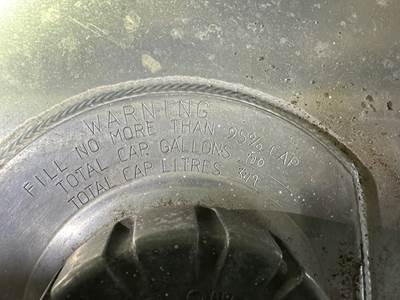 WARNING
FILL NO MORE THAN 95% CAP
TOTAL CAP. GALLONS
TOTAL CAP LITRES